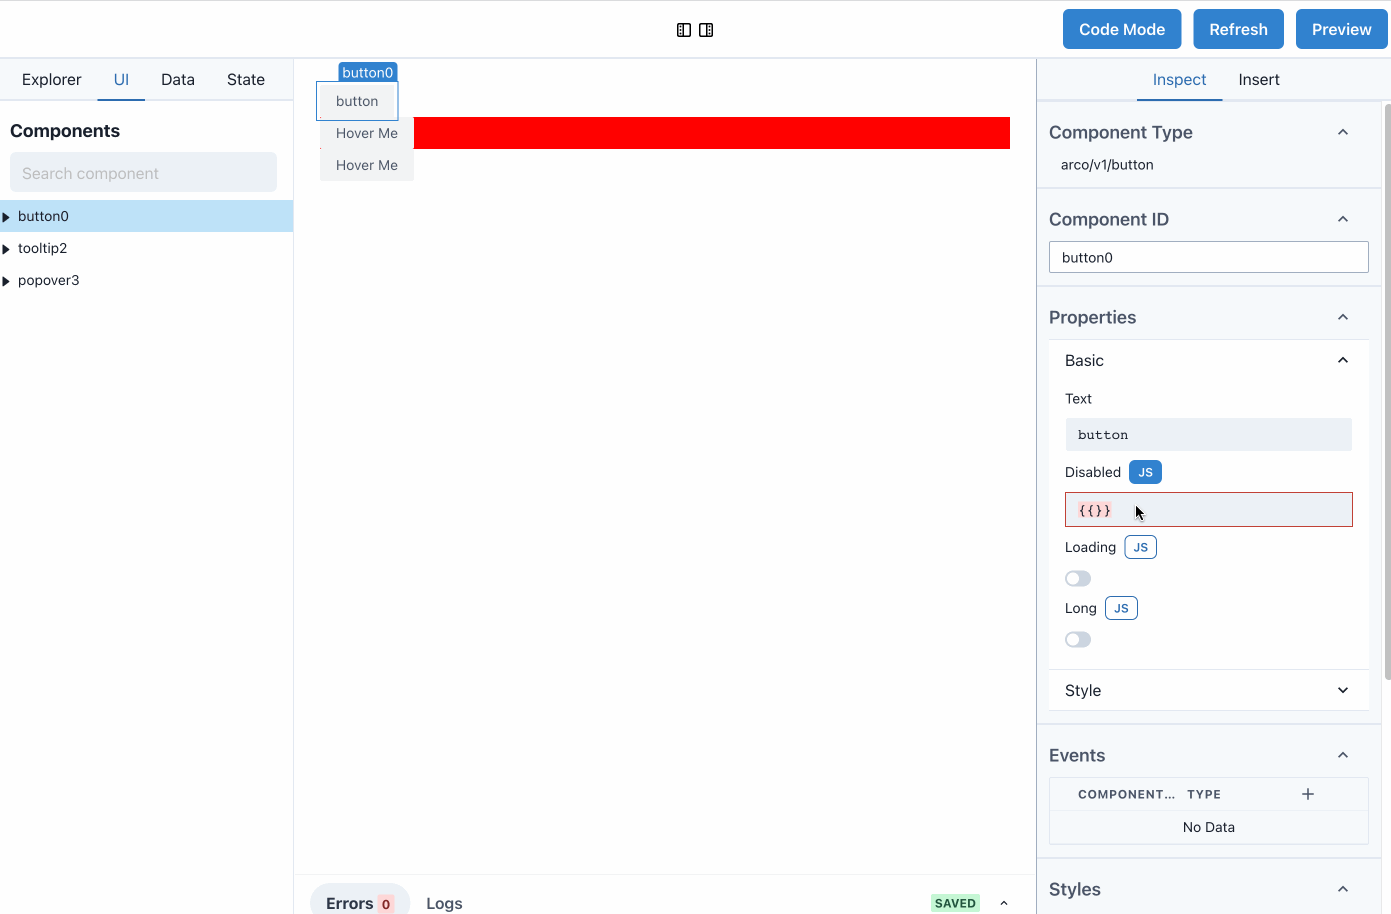 Code Mode
Refresh
Preview
Explorer
UI
Data
State
Components
Search component
button0
tooltip2
popover3
button0
button
Hover Me
Hover Me
Errors 0
Logs
SAVED
Inspect
Insert
Component Type
arco/v1/button
Component ID
button0
Properties
Basic
Text
button
Disabled JS
{{}}
Loading JS
Long JS
Style
Events
COMPONENT... TYPE
No Data
Styles